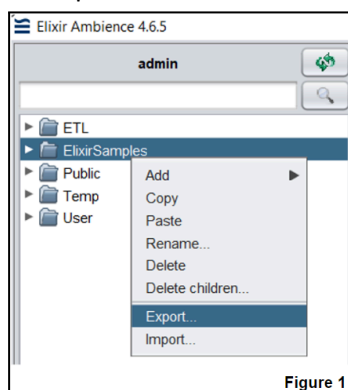 Elixir Ambience 4.6.5
admin
ETL
ElixirSamples
Public
Temp
User
Add
Copy
Paste
Rename...
Delete
Delete children...
Export...
Import...
Figure 1